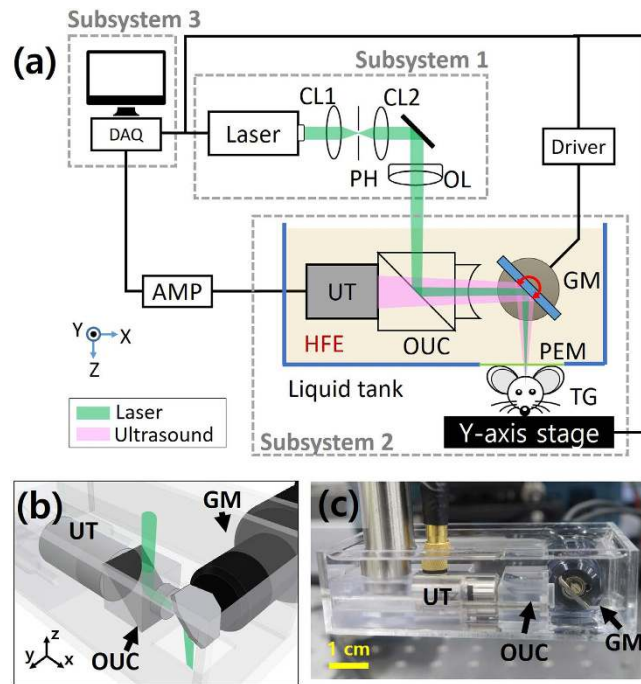 Subsystem 3
(a)
Subsystem 1
CL1
CL2
DAQ
Laser
PH
OL
Driver
AMP
UT
GM
HFE
OUC
PEM
Y
X
Z
Liquid tank
TG
Laser
Ultrasound
Y-axis stage
Subsystem 2
(b)
GM
UT
OUC
z
y
x
(c)
UT
1 cm
OUC
GM